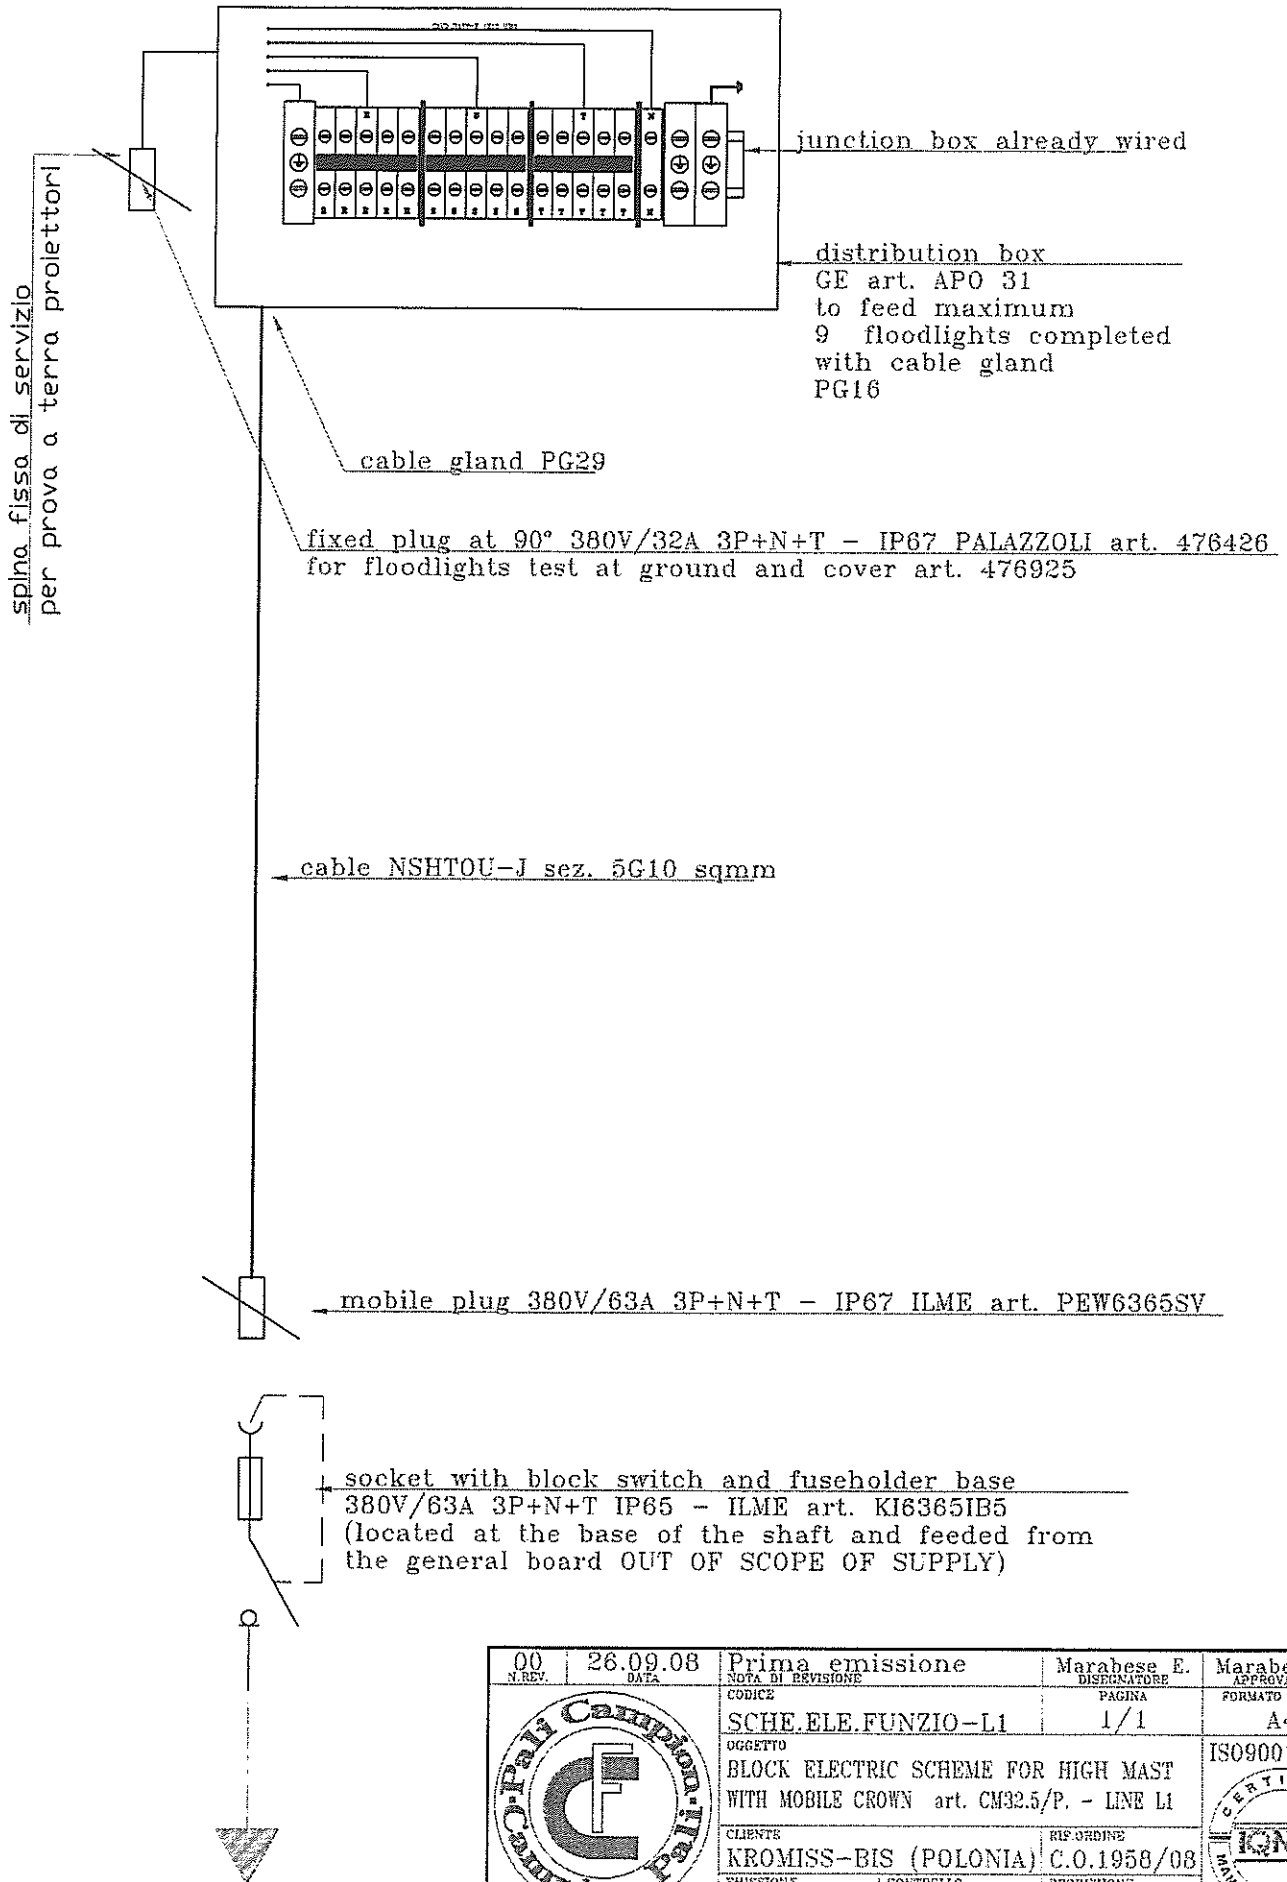 junction box already wired
distribution box
GE art. APO 31
to feed maximum
9 floodlights completed
with cable gland
PG16
spina fissa di servizio
per prova a terra proiettori
cable gland PG29
fixed plug at 90° 380V/32A 3P+N+T - IP67 PALAZZOLI art. 476426
for floodlights test at ground and cover art. 476925
cable NSHTOU-J sez. 5G10 sqmm
mobile plug 380V/63A 3P+N+T - IP67 ILME art. PEW6365SV
socket with block switch and fuseholder base
380V/63A 3P+N+T IP65 - ILME art. KI6365IB5
(located at the base of the shaft and feeded from
the general board OUT OF SCOPE OF SUPPLY)
00 26.09.08 Prima emissione Marabese E. Marabe
N.REV. DATA NOTA DI REVISIONE DISEGNATORE APPROV
CODICE PAGINA FORMATO
SCHE.ELE.FUNZIO-L1 1/1 A
OGGETTO
BLOCK ELECTRIC SCHEME FOR HIGH MAST
WITH MOBILE CROWN art. CM32.5/P. - LINE L1
ISO900
CLIENTE RIF.ORDINE
KROMISS-BIS (POLONIA) C.O.1958/08
Pali Campion
CERTI
IQN